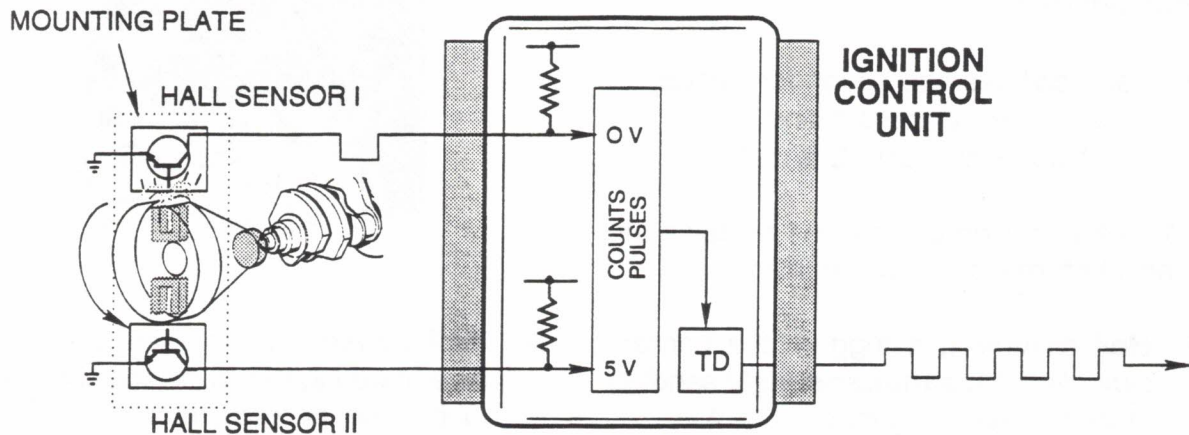 MOUNTING PLATE
HALL SENSOR I
IGNITION
CONTROL
UNIT
0 V
COUNTS
PULSES
5 V
TD
HALL SENSOR II